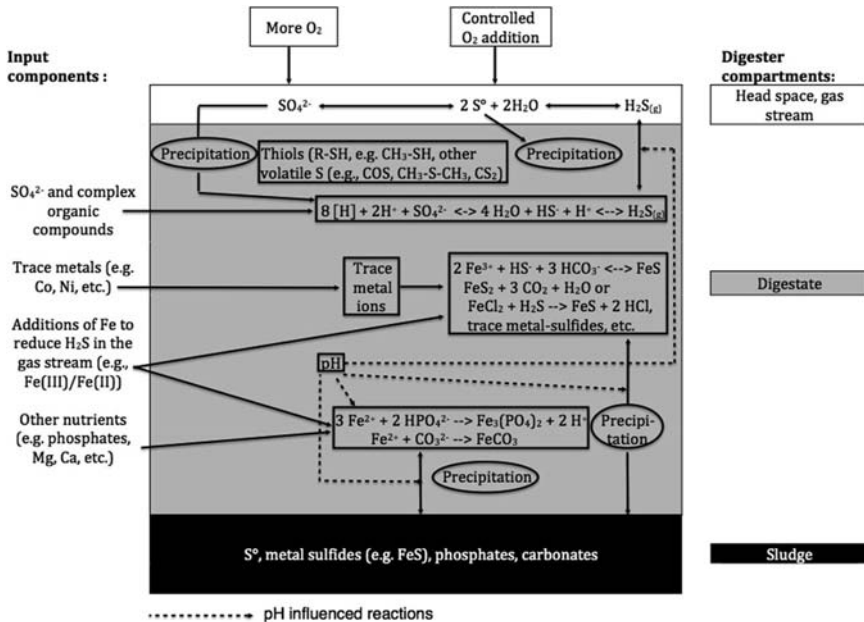 More O₂
Controlled
O₂ addition
Input
components :
Digester
compartments:
Head space, gas
stream
SO₄²⁻
2 S° + 2H₂O
H₂S₍g₎
Precipitation
Thiols (R-SH, e.g. CH₃-SH, other
volatile S (e.g., COS, CH₃-S-CH₃, CS₂)
Precipitation
SO₄²⁻ and complex
organic
compounds
8 [H] + 2H⁺ + SO₄²⁻ <-> 4 H₂O + HS⁻ + H⁺ <--> H₂S₍g₎
Trace metals (e.g.
Co, Ni, etc.)
Trace
metal
ions
2 Fe³⁺ + HS⁻ + 3 HCO₃⁻ <--> FeS
FeS₂ + 3 CO₂ + H₂O or
FeCl₂ + H₂S --> FeS + 2 HCl,
trace metal-sulfides, etc.
Digestate
Additions of Fe to
reduce H₂S in the
gas stream (e.g.,
Fe(III)/Fe(II))
pH
Other nutrients
(e.g. phosphates,
Mg, Ca, etc.)
3 Fe²⁺ + 2 HPO₄²⁻ --> Fe₃(PO₄)₂ + 2 H⁺
Fe²⁺ + CO₃²⁻ --> FeCO₃
Precipi-
tation
Precipitation
S°, metal sulfides (e.g. FeS), phosphates, carbonates
Sludge
pH influenced reactions